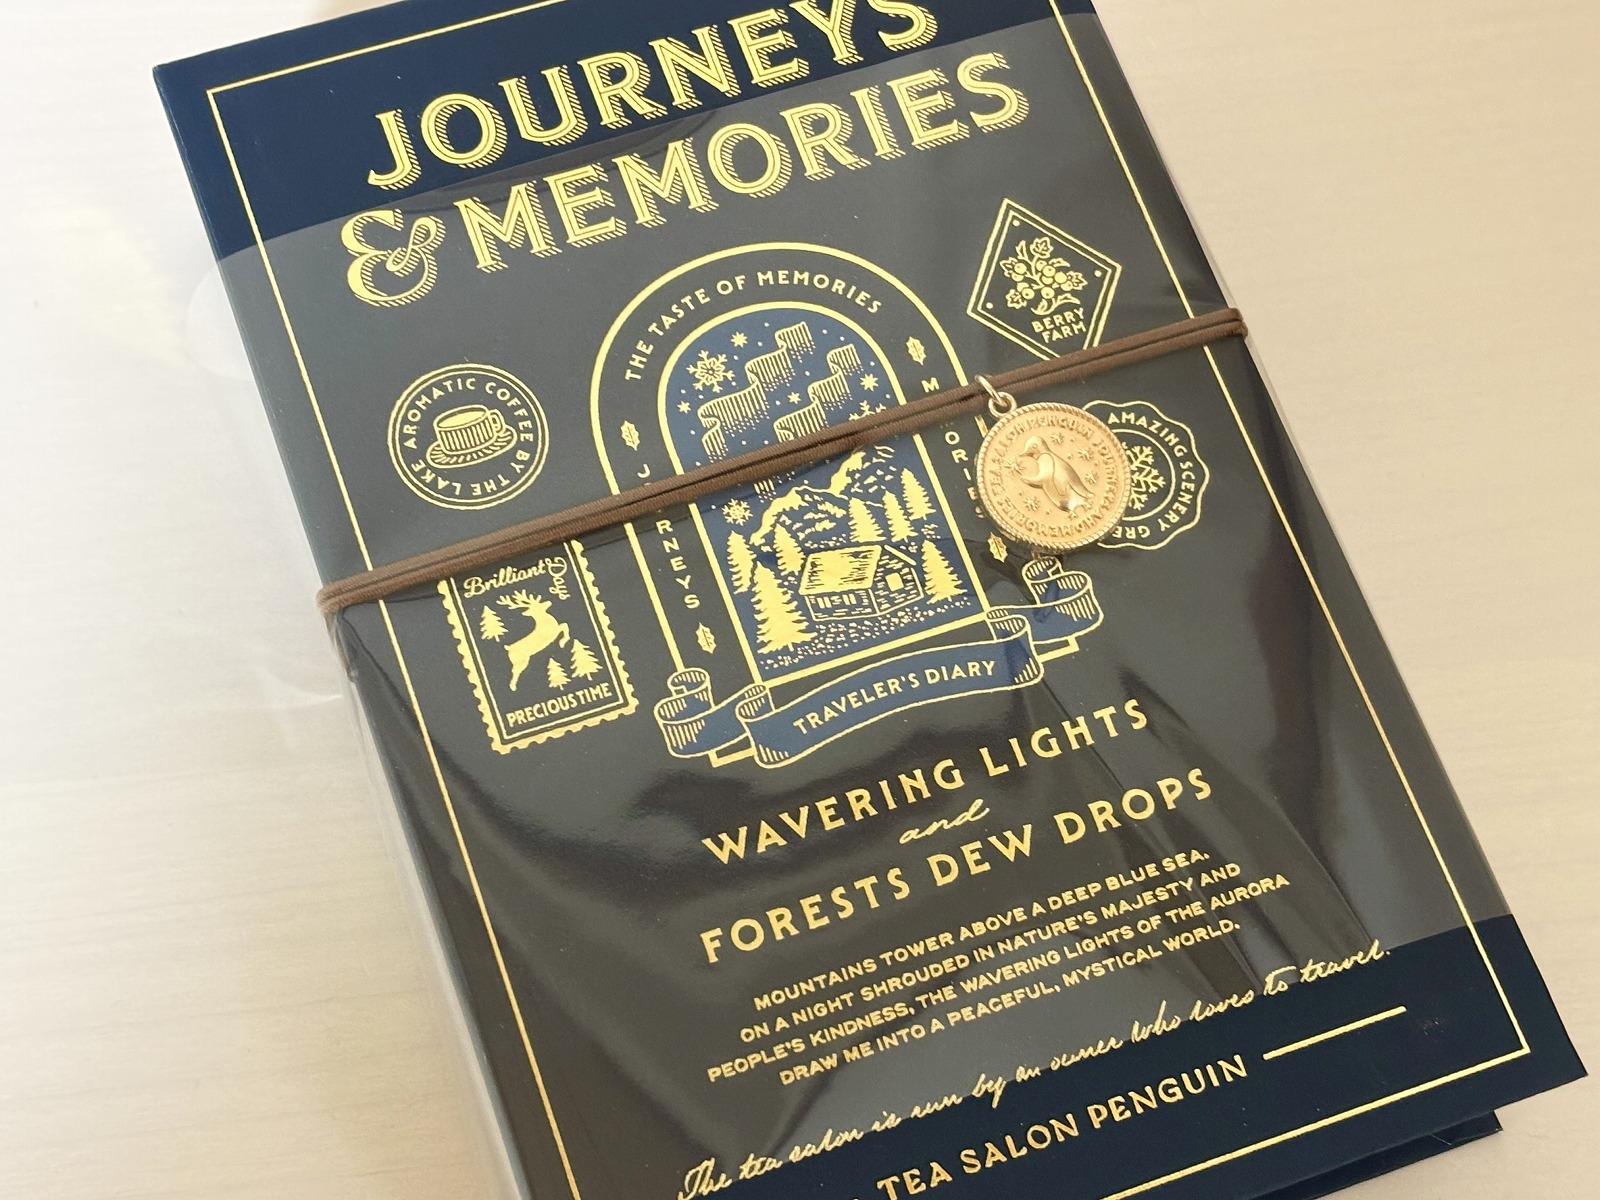 JOURNEYS
& MEMORIES
THE TASTE OF MEMORIES
BERRY
FARM
AROMATIC COFFEE BY THE LAKE
AMAZING SCENERY
Brilliant Day
PRECIOUS TIME
TRAVELER'S DIARY
WAVERING LIGHTS
and
FORESTS DEW DROPS
MOUNTAINS TOWER ABOVE A DEEP BLUE SEA.
ON A NIGHT SHROUDED IN NATURE'S MAJESTY AND
PEOPLE'S KINDNESS, THE WAVERING LIGHTS OF THE AURORA
DRAW ME INTO A PEACEFUL, MYSTICAL WORLD.
The tea salon is run by an owner who loves to travel.
TEA SALON PENGUIN